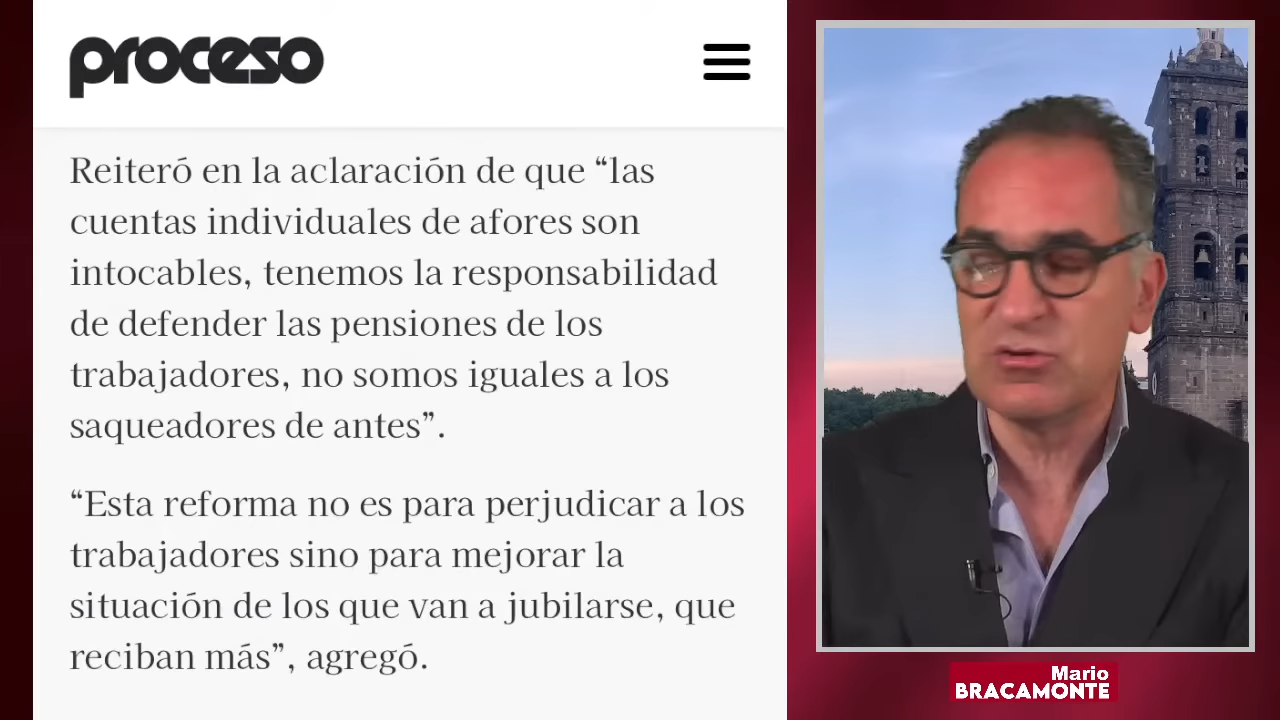 proceso
Reiteró en la aclaración de que “las
cuentas individuales de afores son
intocables, tenemos la responsabilidad
de defender las pensiones de los
trabajadores, no somos iguales a los
saqueadores de antes”.
“Esta reforma no es para perjudicar a los
trabajadores sino para mejorar la
situación de los que van a jubilarse, que
reciban más”, agregó.
Mario
BRACAMONTE